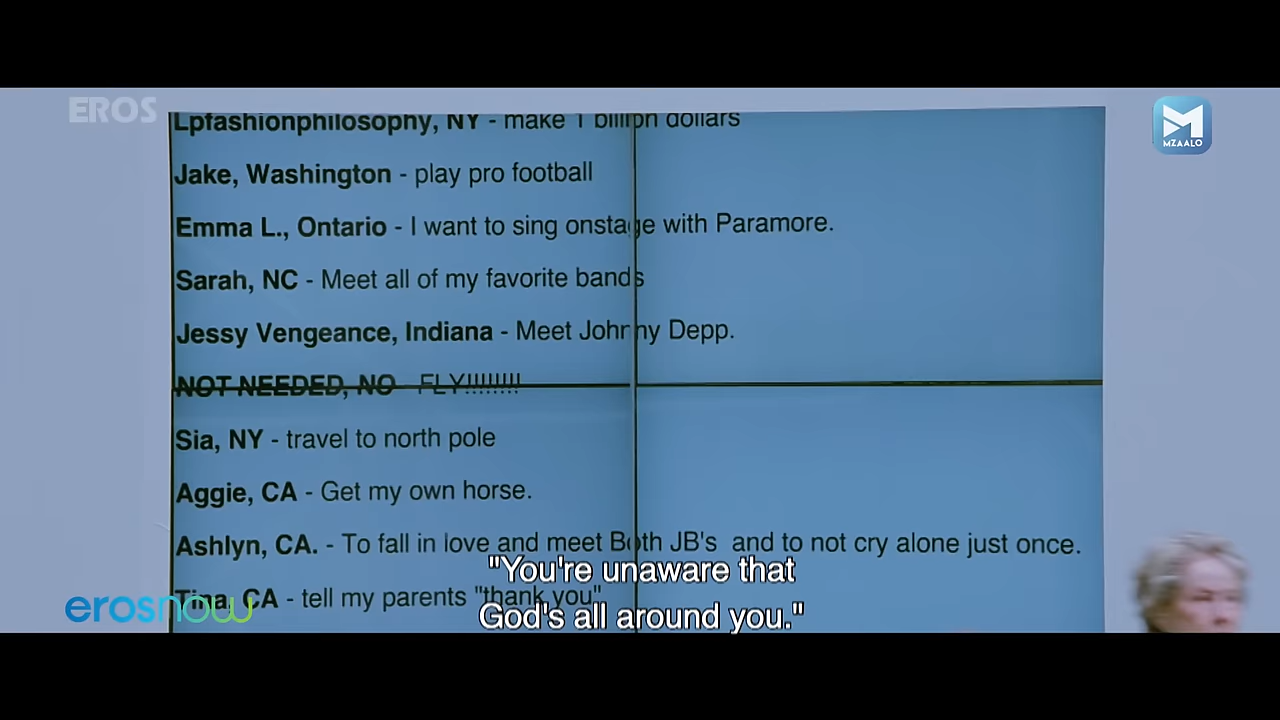 EROS
MZAALO
Lpfashionphilosophy, NY - make 1 billion dollars
Jake, Washington - play pro football
Emma L., Ontario - I want to sing onstage with Paramore.
Sarah, NC - Meet all of my favorite bands
Jessy Vengeance, Indiana - Meet Johnny Depp.
NOT NEEDED, NO - FLY!!!!!!!!
Sia, NY - travel to north pole
Aggie, CA - Get my own horse.
Ashlyn, CA. - To fall in love and meet Both JB's and to not cry alone just once.
"You're unaware that
Tina, CA - tell my parents "thank you"
erosnow
God's all around you."